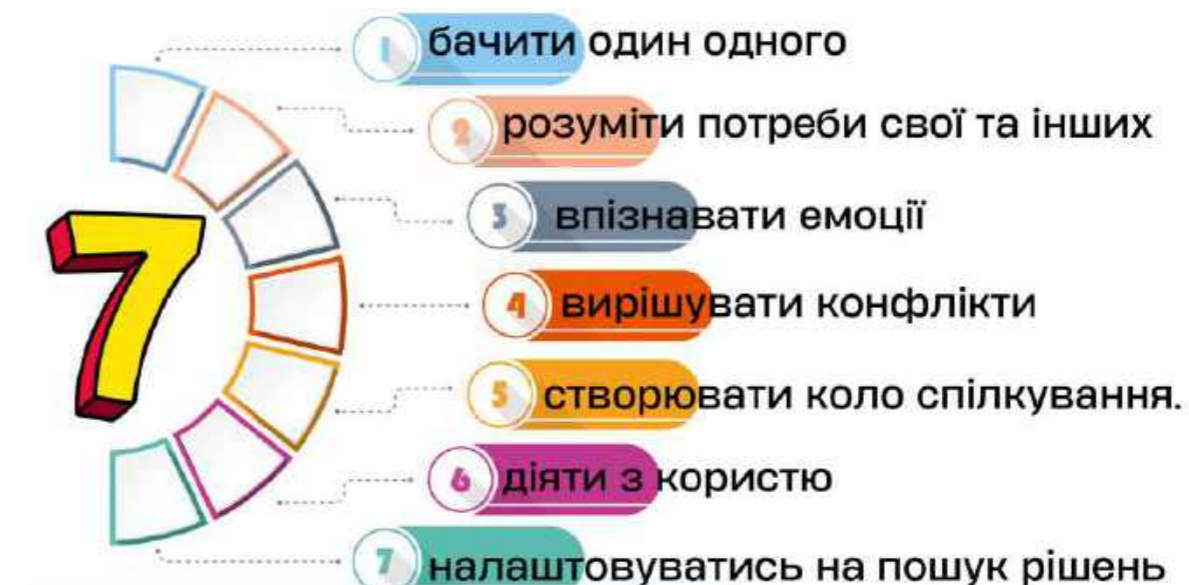 7
1 бачити один одного
2 розуміти потреби свої та інших
3 впізнавати емоції
4 вирішувати конфлікти
5 створювати коло спілкування.
6 діяти з користю
7 налаштовуватись на пошук рішень